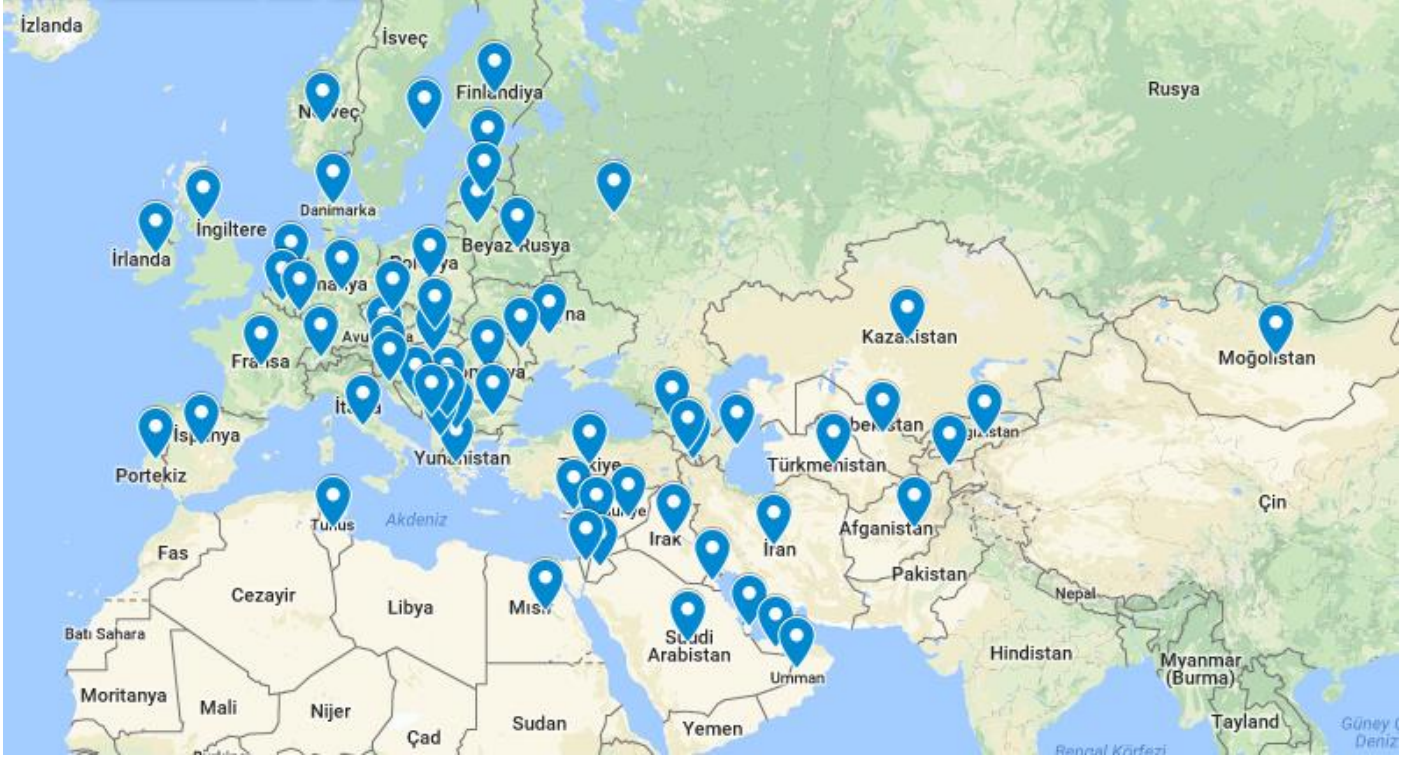 İzlanda
İsveç
Finlandiya
Rusya
Danimarka
İngiltere
İrlanda
Beyaz Rusya
Kazakistan
Moğolistan
Fransa
İspanya
Portekiz
Yunanistan
Türkmenistan
Akdeniz
Tunus
Afganistan
Çin
Fas
Irak
İran
Pakistan
Nepal
Cezayir
Libya
Mısır
Batı Sahara
Suudi
Arabistan
Hindistan
Myanmar
(Burma)
Umman
Moritanya
Mali
Nijer
Çad
Sudan
Yemen
Tayland
Bengal Körfezi